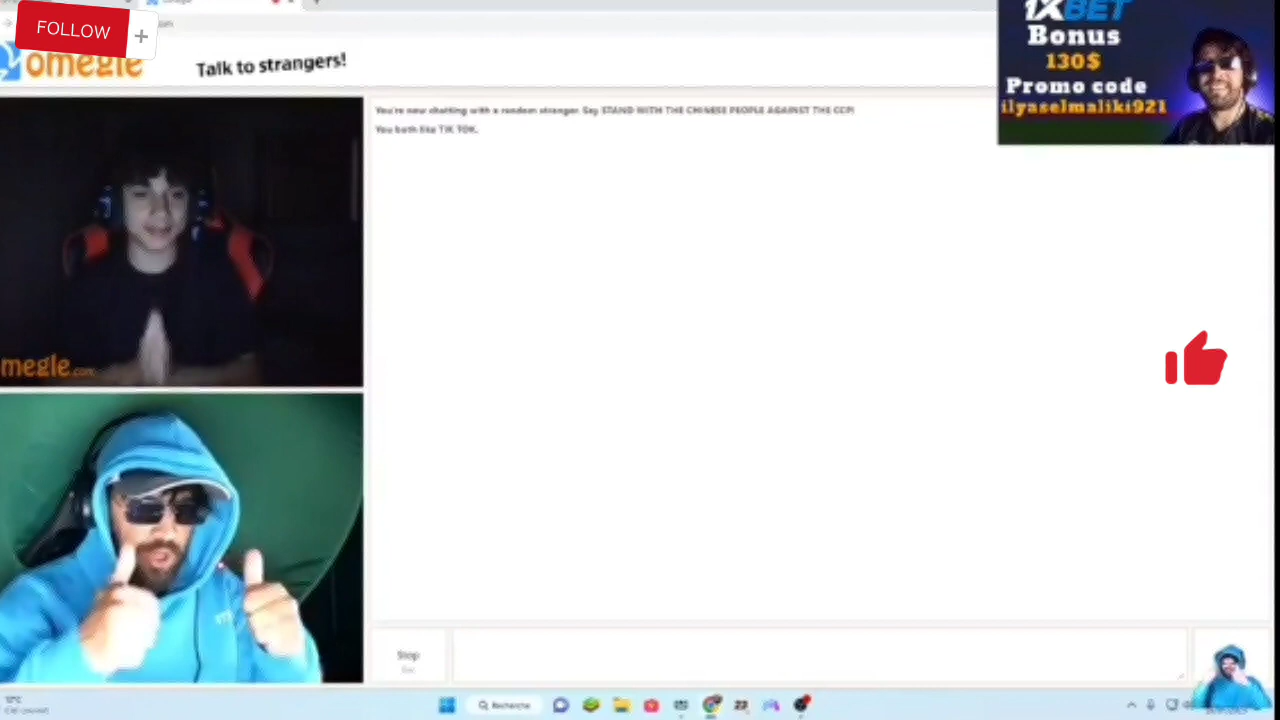 FOLLOW +
omegle
Talk to strangers!
1XBET
Bonus
130$
Promo code
ilyaselmaliki921
You're now chatting with a random stranger. Say STAND WITH THE CHINESE PEOPLE AGAINST THE CCP!
You both like TIK TOK.
megle.com
Stop
Recherche